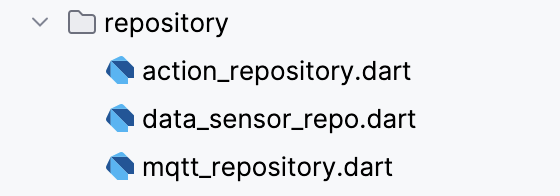 repository
action_repository.dart
data_sensor_repo.dart
mqtt_repository.dart